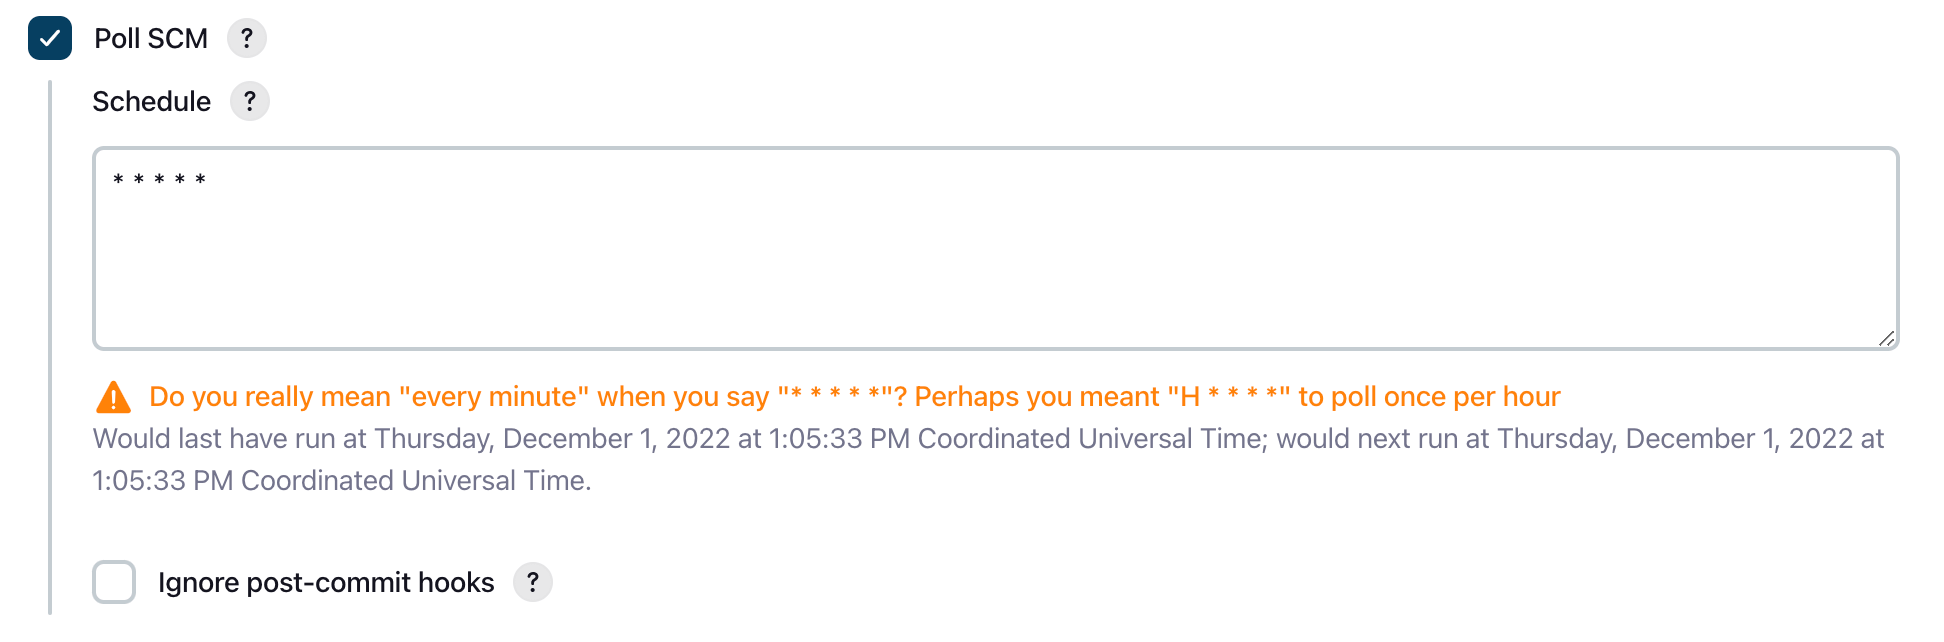 Poll SCM ?
Schedule ?
* * * * *
Do you really mean "every minute" when you say "* * * * *"? Perhaps you meant "H * * * *" to poll once per hour
Would last have run at Thursday, December 1, 2022 at 1:05:33 PM Coordinated Universal Time; would next run at Thursday, December 1, 2022 at
1:05:33 PM Coordinated Universal Time.
Ignore post-commit hooks ?